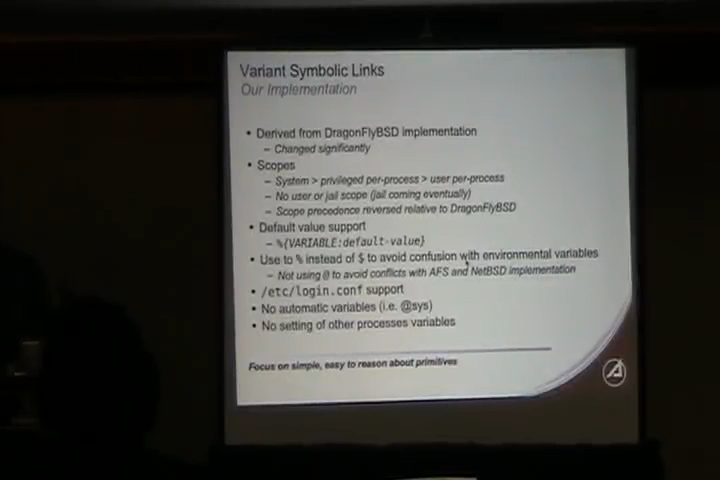 Variant Symbolic Links
Our Implementation
• Derived from DragonFlyBSD implementation
– Changed significantly
• Scopes
– System > privileged per-process > user per-process
– No user or jail scope (jail coming eventually)
– Scope precedence reversed relative to DragonFlyBSD
• Default value support
– %{VARIABLE:default-value}
• Use to % instead of $ to avoid confusion with environmental variables
– Not using @ to avoid conflicts with AFS and NetBSD implementation
• /etc/login.conf support
• No automatic variables (i.e. @sys)
• No setting of other processes variables
Focus on simple, easy to reason about primitives